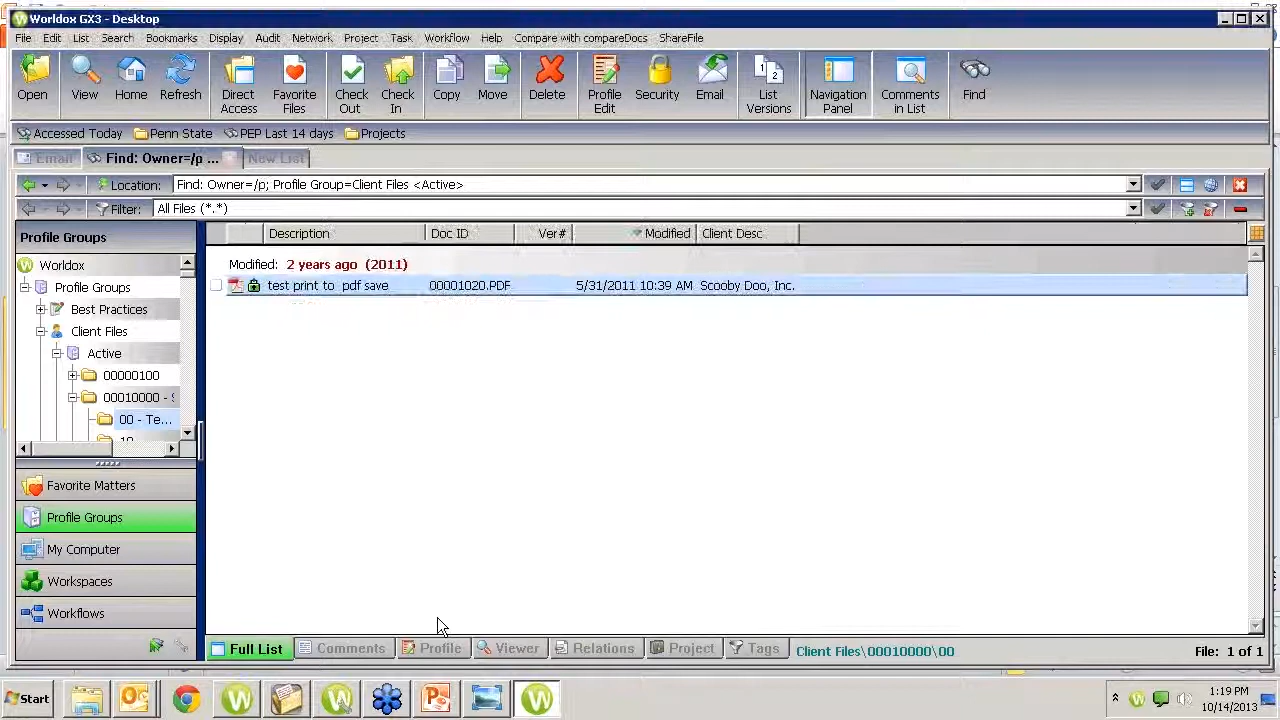 Worldox GX3 - Desktop
File Edit List Search Bookmarks Display Audit Network Project Task Workflow Help Compare with compareDocs ShareFile
Open View Home Refresh Direct Access Favorite Files Check Out Check In Copy Move Delete Profile Edit Security Email List Versions Navigation Panel Comments in List Find
Accessed Today Penn State PEP Last 14 days Projects
Email Find: Owner=/p ... New List
Location: Find: Owner=/p; Profile Group=Client Files <Active>
Filter: All Files (*.*)
Profile Groups
Description Doc ID Ver# Modified Client Desc
Worldox
Modified: 2 years ago (2011)
Profile Groups
test print to pdf save 00001020.PDF 5/31/2011 10:39 AM Scooby Doo, Inc.
Best Practices
Client Files
Active
00000100
00010000 - S
00 - Te...
10
Favorite Matters
Profile Groups
My Computer
Workspaces
Workflows
Full List Comments Profile Viewer Relations Project Tags Client Files\00010000\00 File: 1 of 1
Start
1:19 PM
10/14/2013